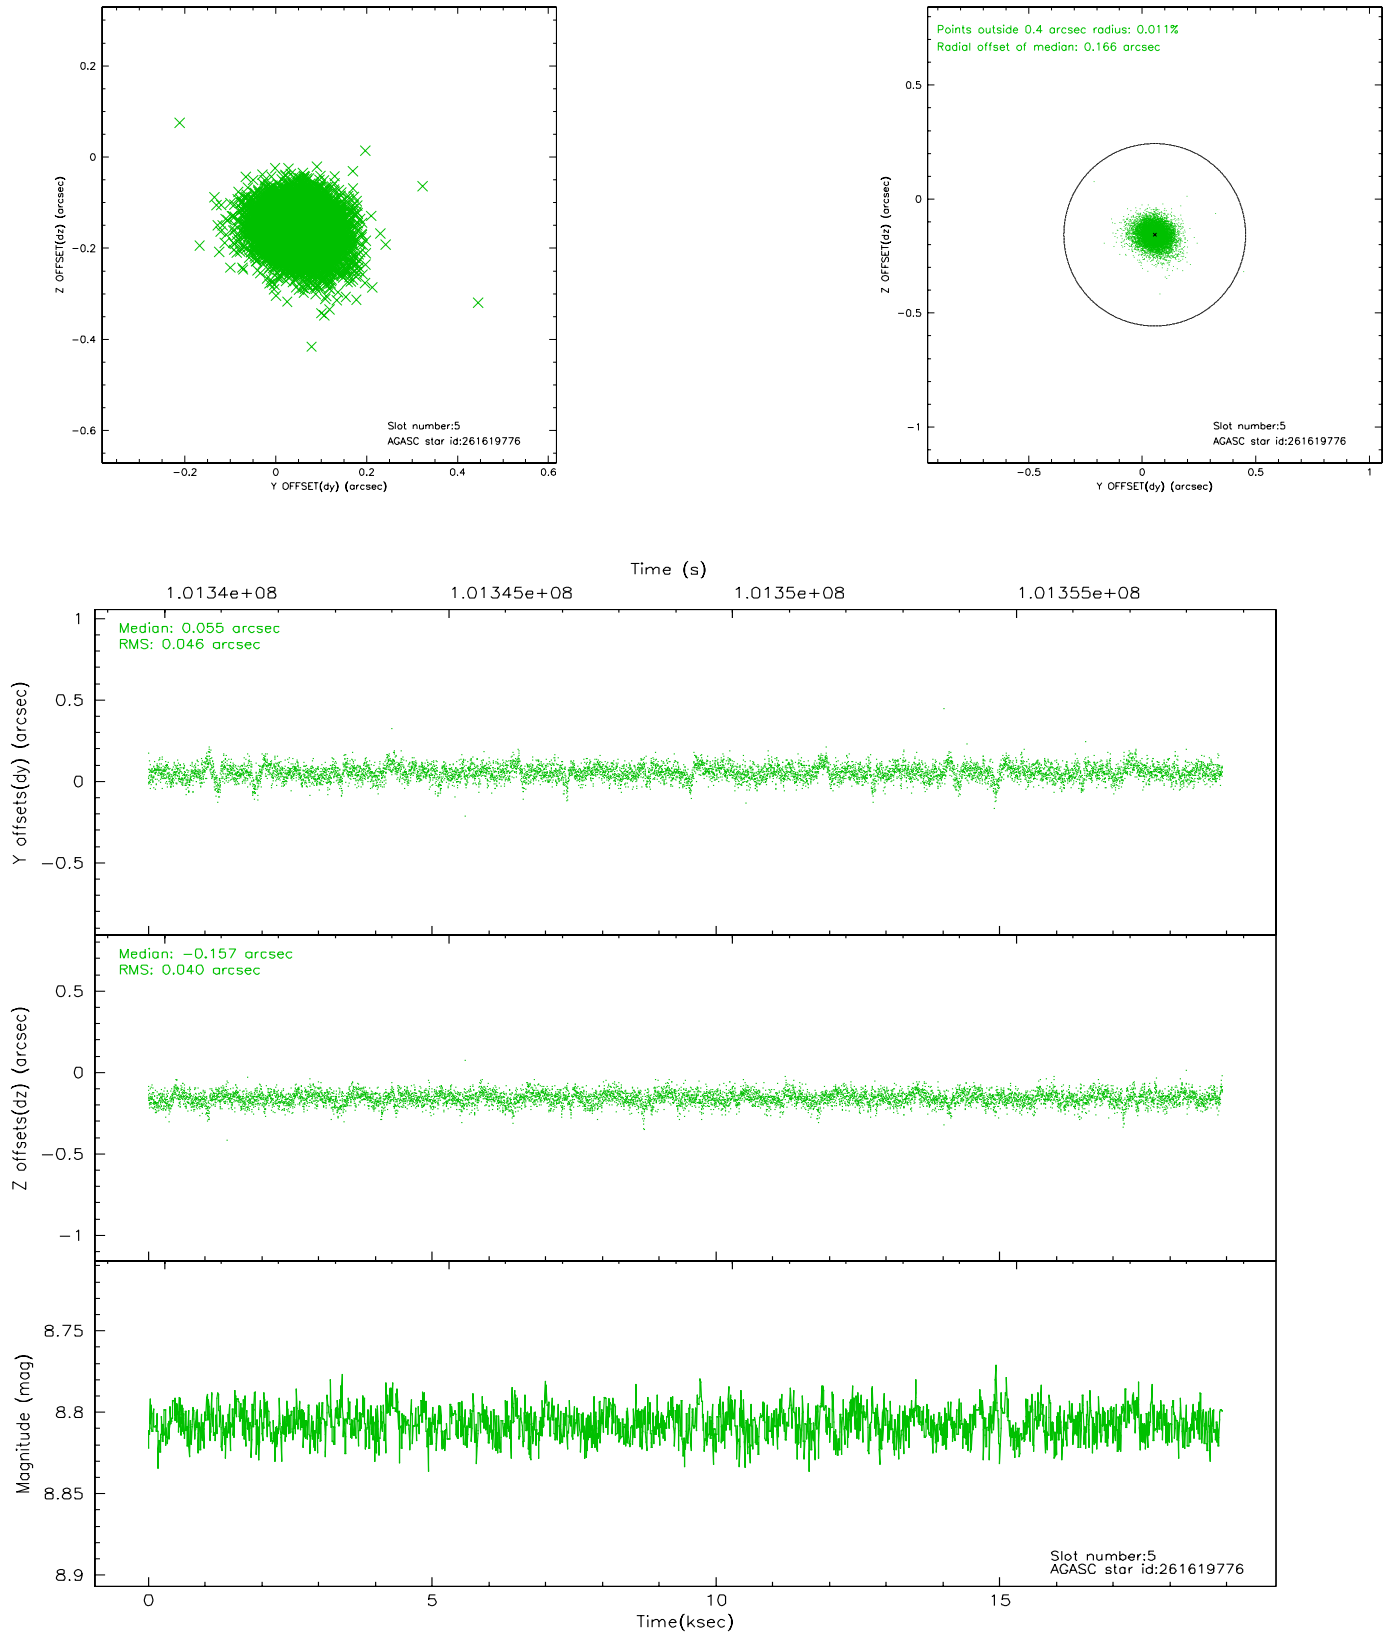 0.2
0
−0.2
−0.4
−0.6
Z OFFSET(dz) (arcsec)
Slot number:5
AGASC star id:261619776
−0.2 0 0.2 0.4 0.6
Y OFFSET(dy) (arcsec)
Points outside 0.4 arcsec radius: 0.011%
Radial offset of median: 0.166 arcsec
0.5
0
−0.5
−1
Z OFFSET(dz) (arcsec)
Slot number:5
AGASC star id:261619776
−0.5 0 0.5 1
Y OFFSET(dy) (arcsec)
Time (s)
1.0134e+08 1.01345e+08 1.0135e+08 1.01355e+08
Median: 0.055 arcsec
RMS: 0.046 arcsec
1
0.5
0
−0.5
Y offsets(dy) (arcsec)
Median: −0.157 arcsec
RMS: 0.040 arcsec
0.5
0
−0.5
−1
Z offsets(dz) (arcsec)
8.75
8.8
8.85
8.9
Magnitude (mag)
Slot number:5
AGASC star id:261619776
0 5 10 15
Time(ksec)